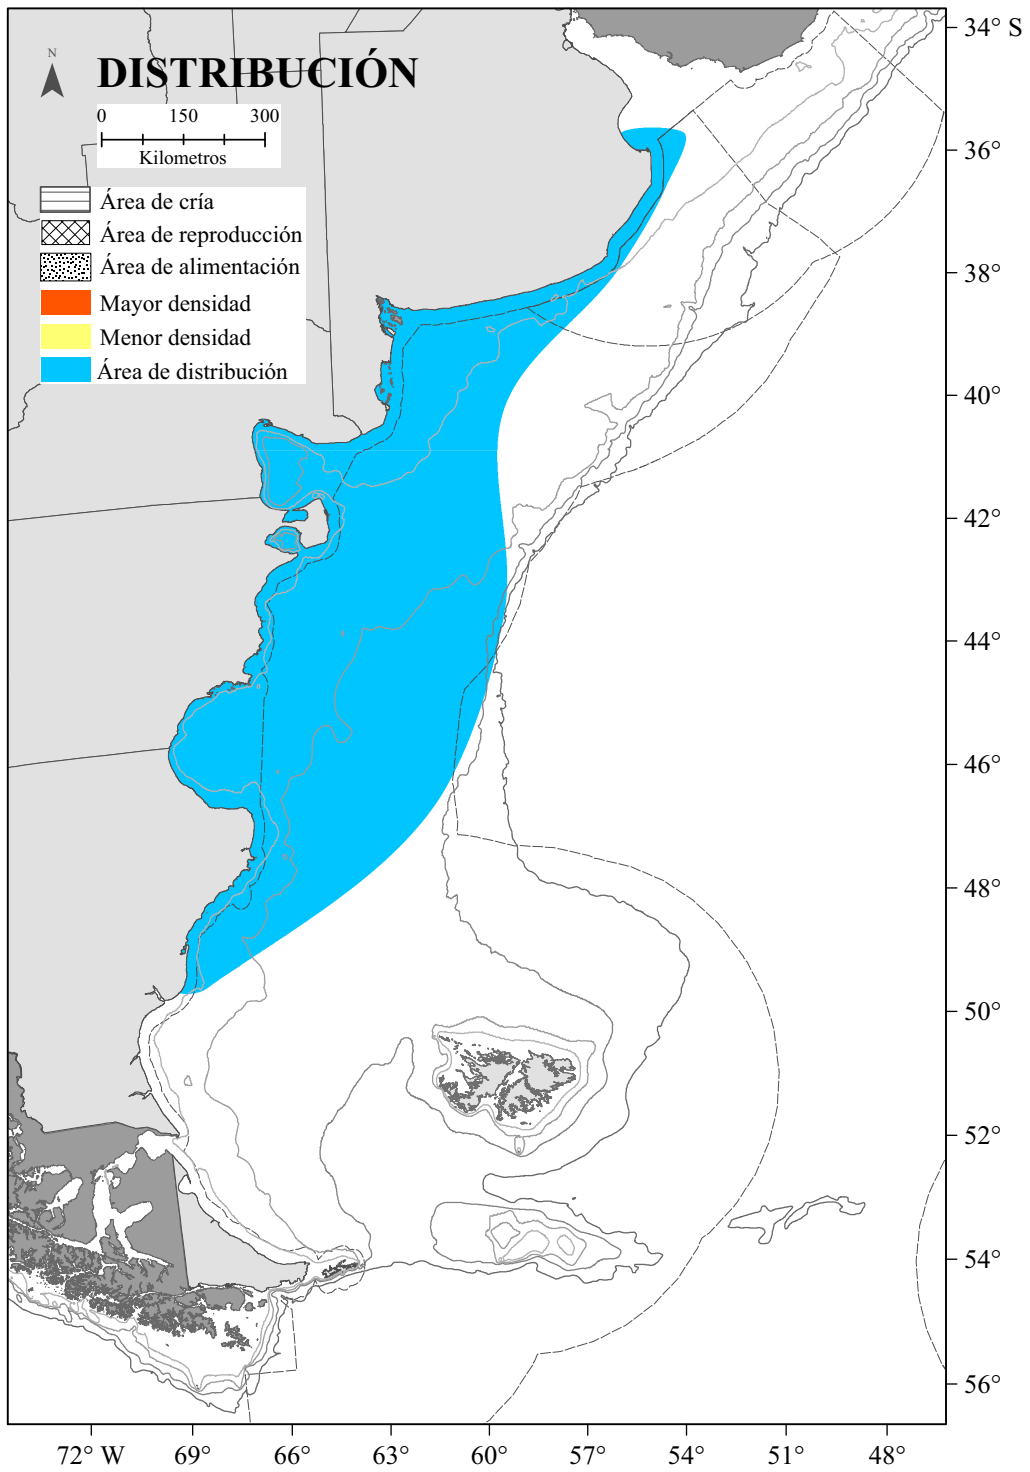 N
DISTRIBUCIÓN
0 150 300
Kilometros
Área de cría
Área de reproducción
Área de alimentación
Mayor densidad
Menor densidad
Área de distribución
34° S
36°
38°
40°
42°
44°
46°
48°
50°
52°
54°
56°
72° W 69° 66° 63° 60° 57° 54° 51° 48°